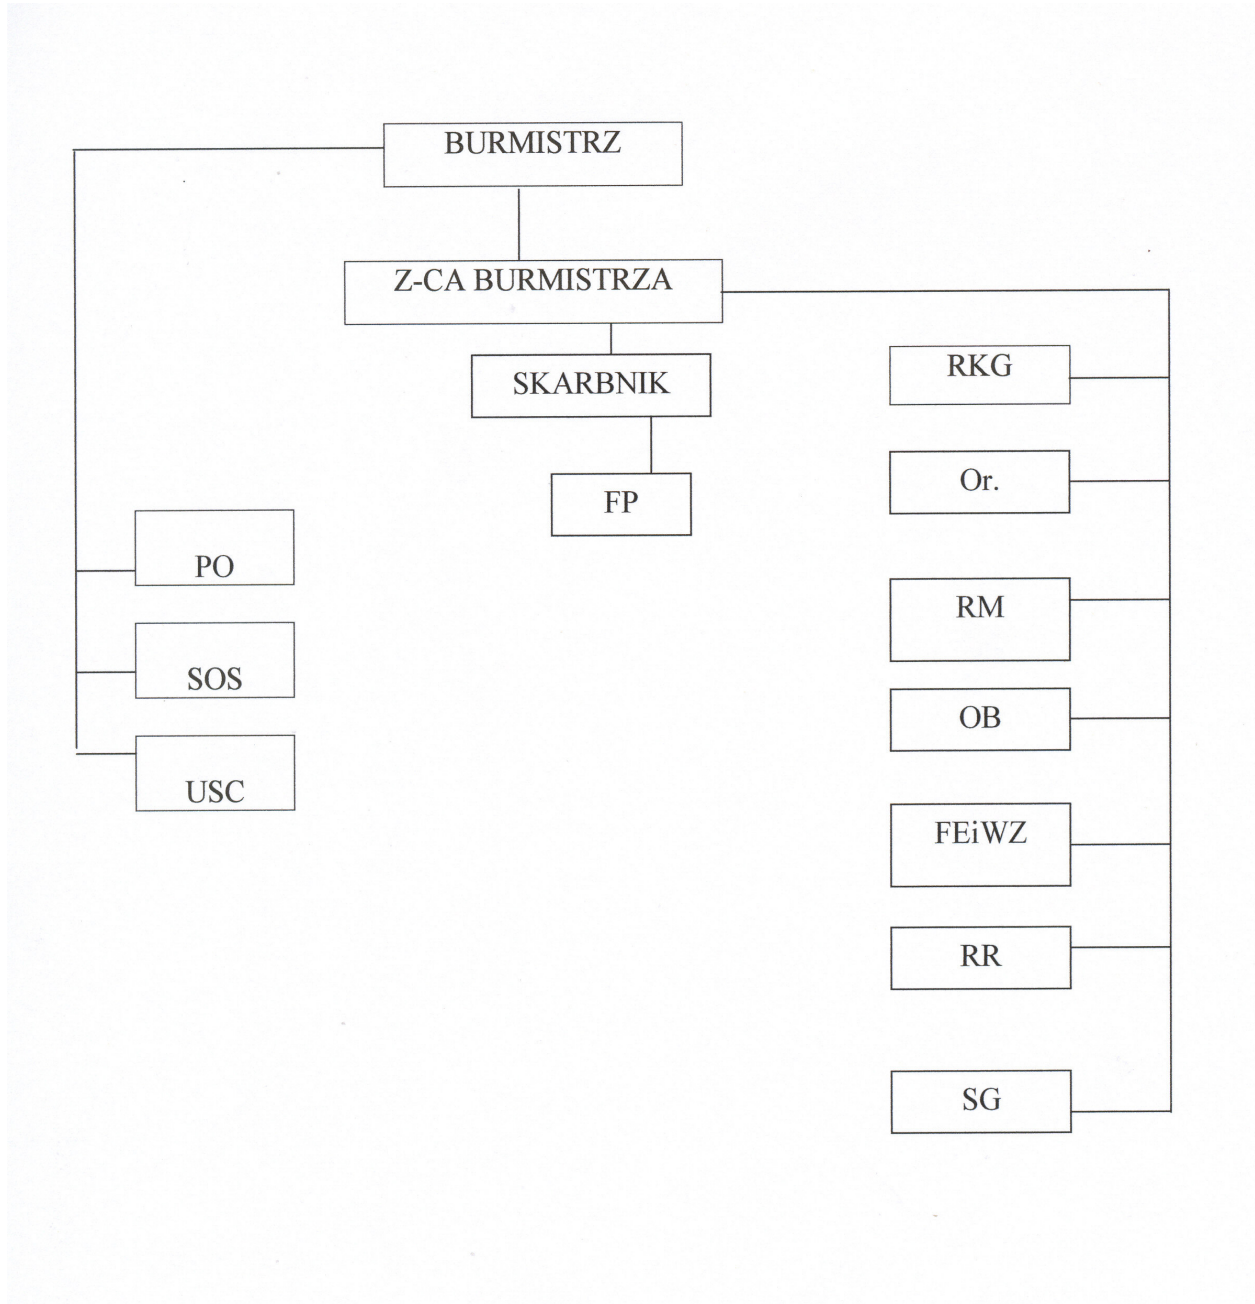 BURMISTRZ
Z-CA BURMISTRZA
SKARBNIK
FP
PO
SOS
USC
RKG
Or.
RM
OB
FEiWZ
RR
SG